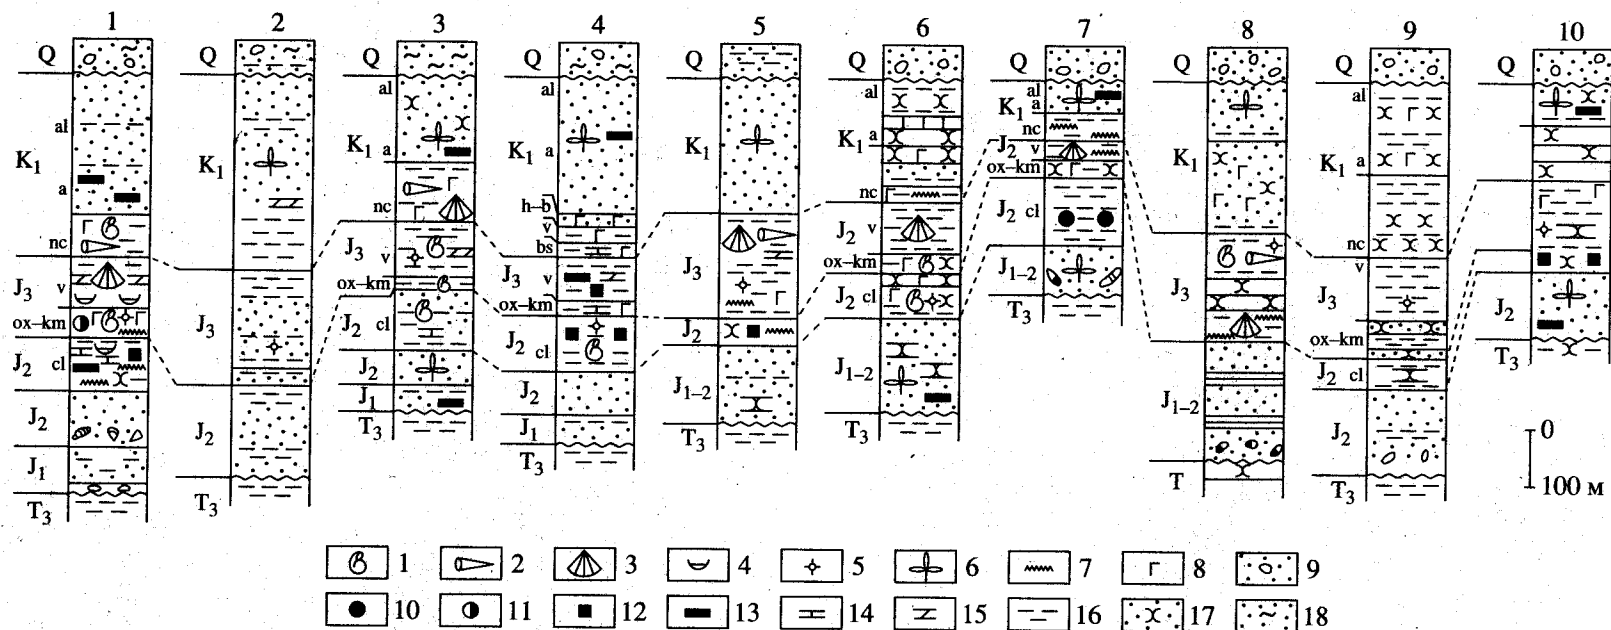 1 2 3 4 5 6 7 8 9 10
Q Q Q Q Q Q Q Q Q Q
K₁ al a nc
J₃ v
ox–km
J₂ cl
J₂
J₁
T₃
K₁
J₃
J₂
T₃
K₁ al a nc
J₃ v
ox–km
J₂ cl
J₂
J₁
T₃
K₁ al a
h–b
v
bs
J₃ v
ox–km
J₂ cl
J₂
J₁
T₃
K₁
J₃
J₂
J₁₋₂
T₃
K₁ al a nc
J₂ v
ox–km
J₂ cl
J₁₋₂
T₃
K₁ al a nc
J₂ v
ox–km
J₂ cl
J₁₋₂
T₃
K₁
J₃
J₁₋₂
T
K₁ al a nc
J₃ v
ox–km
J₂ cl
J₂
T₃
K₁
J₂
T₃
0
100 м
1 2 3 4 5 6 7 8 9
10 11 12 13 14 15 16 17 18